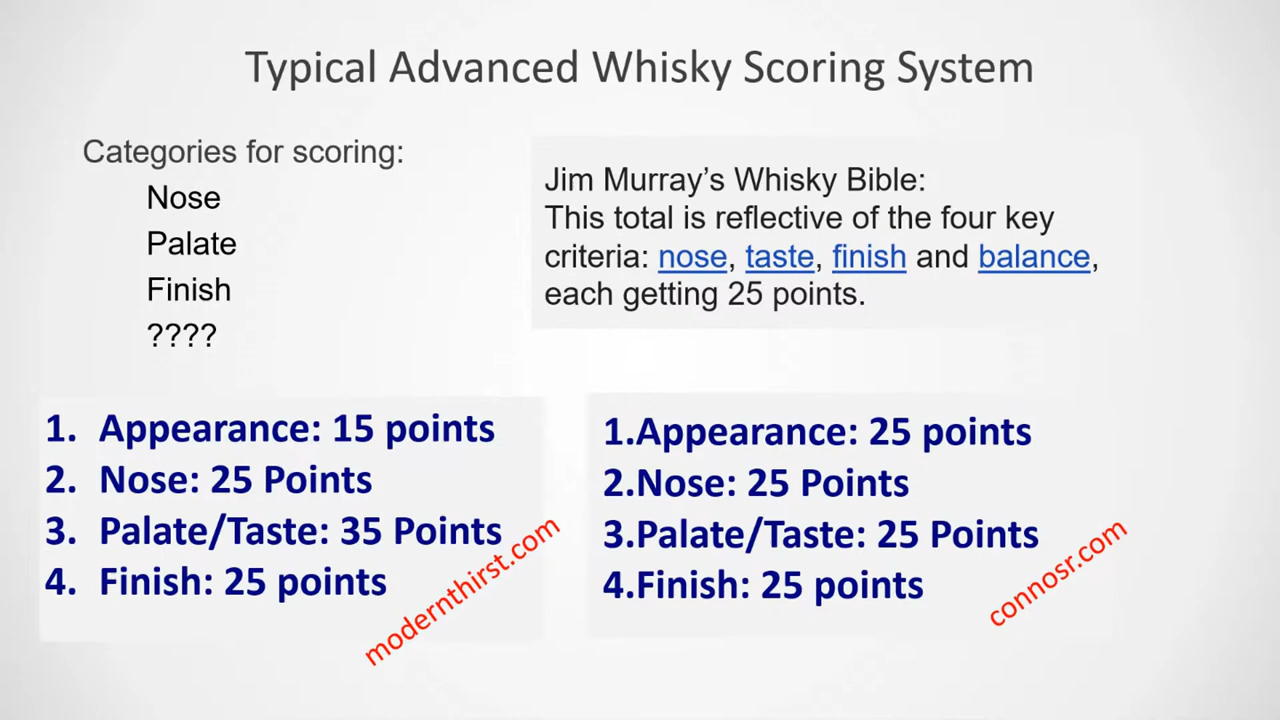 Typical Advanced Whisky Scoring System
Categories for scoring:
Nose
Palate
Finish
????
Jim Murray’s Whisky Bible:
This total is reflective of the four key
criteria: nose, taste, finish and balance,
each getting 25 points.
1. Appearance: 15 points
2. Nose: 25 Points
3. Palate/Taste: 35 Points
4. Finish: 25 points
modernthirst.com
1.Appearance: 25 points
2.Nose: 25 Points
3.Palate/Taste: 25 Points
4.Finish: 25 points
connosr.com